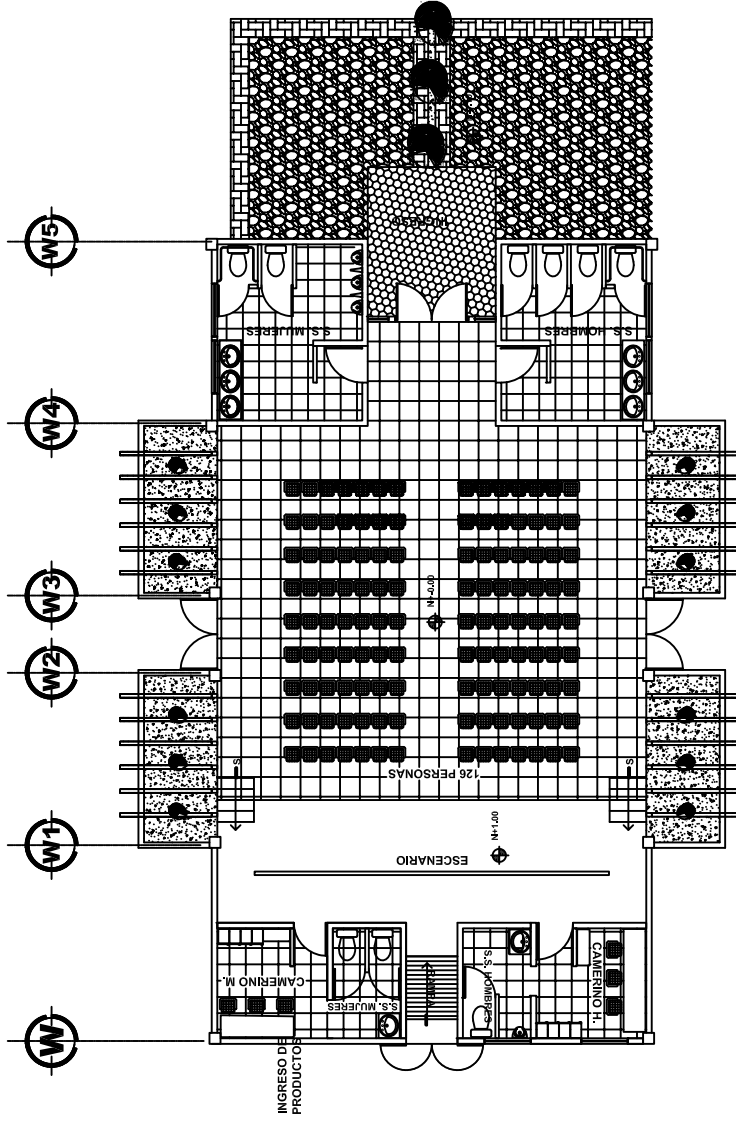 W5
INGRESO
S.S. MUJERES
S.S. HOMBRES
W4
W3
N+-0.00
W2
126 PERSONAS
S
S
W1
N+1.00
ESCENARIO
CAMERINO M.
S.S. MUJERES
RAMPA
S.S. HOMBRES
CAMERINO H.
W
INGRESO DE
PRODUCTOS